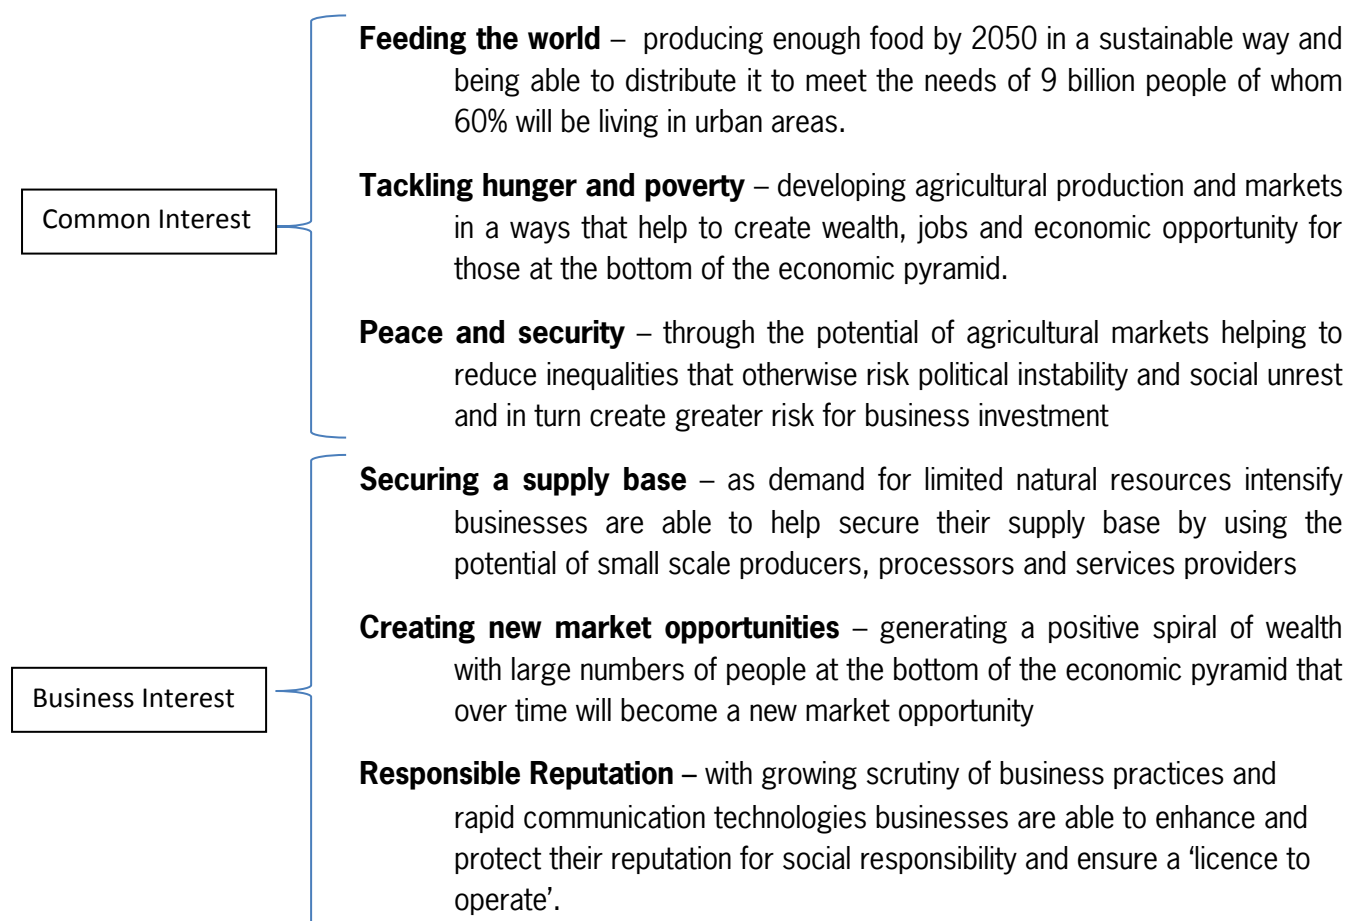 Feeding the world – producing enough food by 2050 in a sustainable way and
being able to distribute it to meet the needs of 9 billion people of whom
60% will be living in urban areas.
Common Interest
Tackling hunger and poverty – developing agricultural production and markets
in a ways that help to create wealth, jobs and economic opportunity for
those at the bottom of the economic pyramid.
Peace and security – through the potential of agricultural markets helping to
reduce inequalities that otherwise risk political instability and social unrest
and in turn create greater risk for business investment
Securing a supply base – as demand for limited natural resources intensify
businesses are able to help secure their supply base by using the
potential of small scale producers, processors and services providers
Business Interest
Creating new market opportunities – generating a positive spiral of wealth
with large numbers of people at the bottom of the economic pyramid that
over time will become a new market opportunity
Responsible Reputation – with growing scrutiny of business practices and
rapid communication technologies businesses are able to enhance and
protect their reputation for social responsibility and ensure a ‘licence to
operate’.